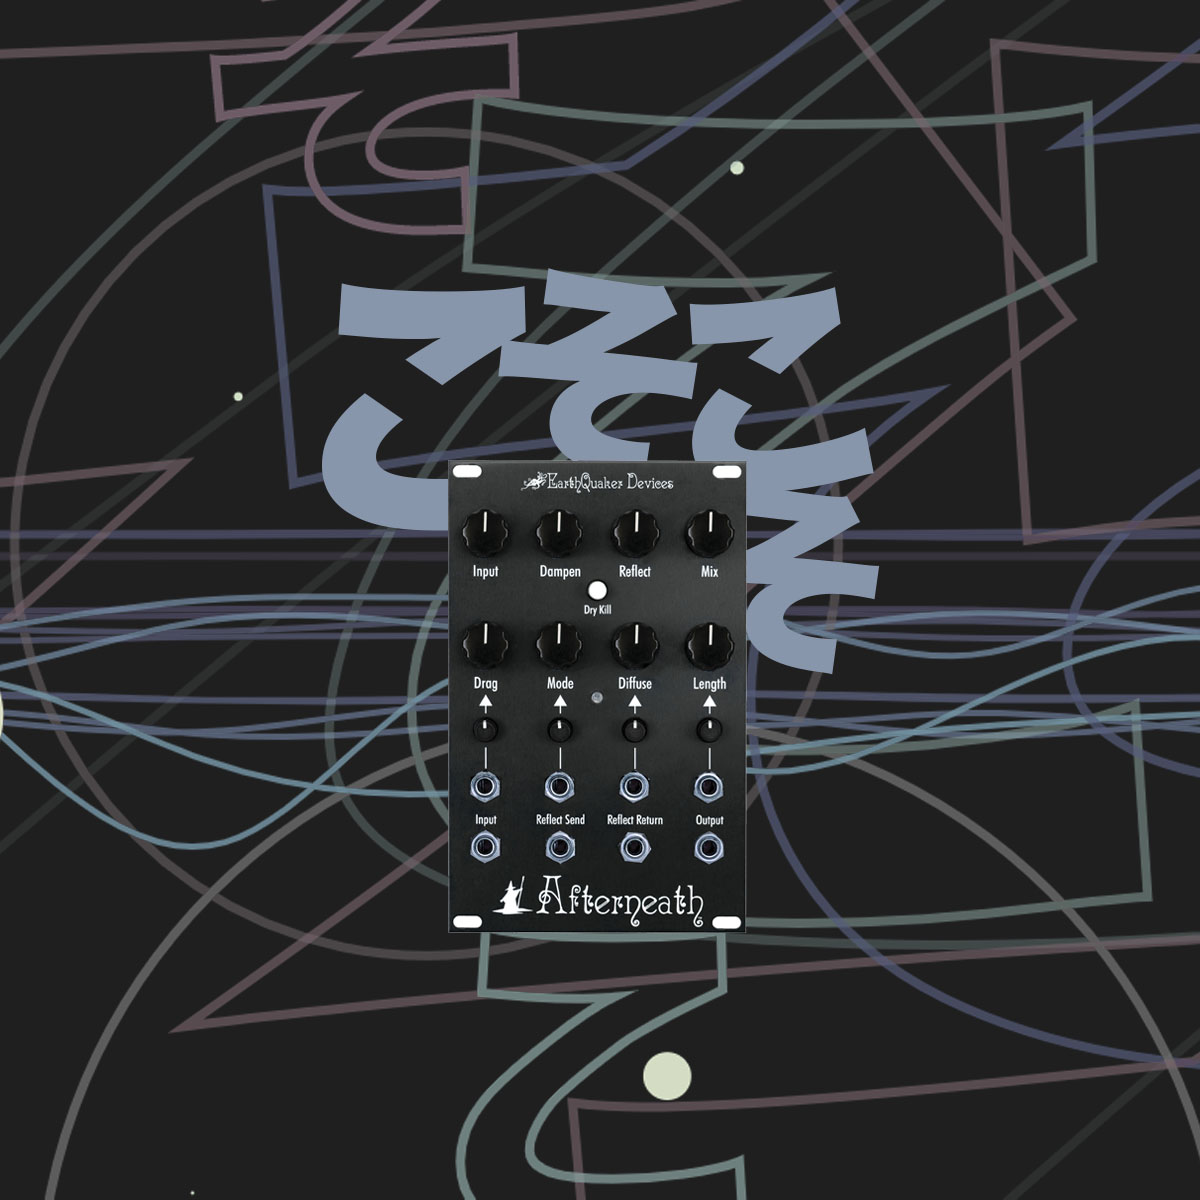 EarthQuaker Devices
Input Dampen Reflect Mix
Dry Kill
Drag Mode Diffuse Length
Input Reflect Send Reflect Return Output
Afterneath